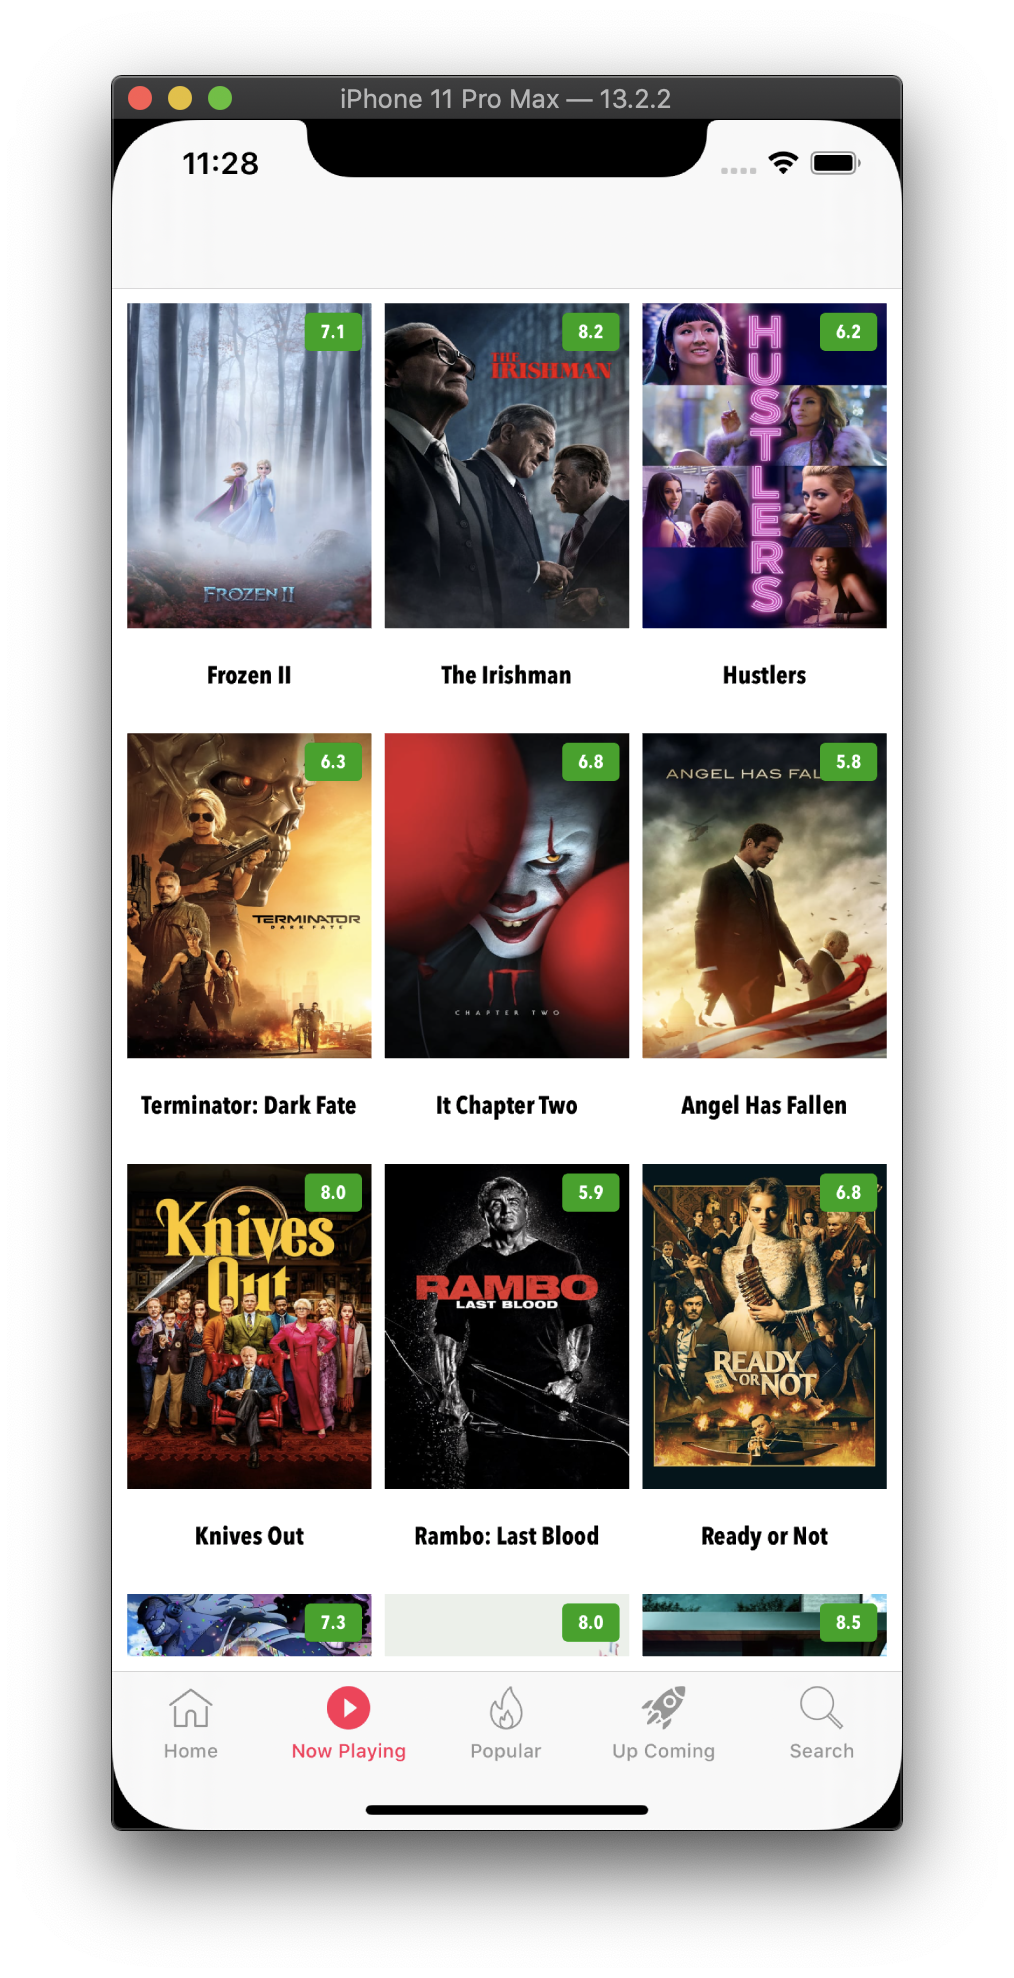 iPhone 11 Pro Max — 13.2.2
11:28
7.1
8.2
6.2
THE
IRISHMAN
HUSTLERS
FROZEN II
Frozen II
The Irishman
Hustlers
6.3
6.8
5.8
ANGEL HAS FAL
TERMINATOR
DARK FATE
IT
CHAPTER TWO
Terminator: Dark Fate
It Chapter Two
Angel Has Fallen
8.0
5.9
6.8
Knives
Out
RAMBO
LAST BLOOD
READY
OR NOT
Knives Out
Rambo: Last Blood
Ready or Not
7.3
8.0
8.5
Home
Now Playing
Popular
Up Coming
Search